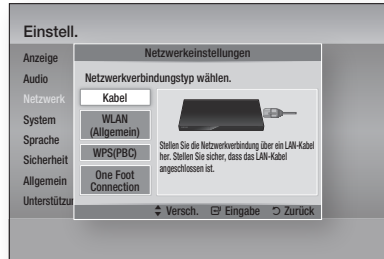 Einstell.
Netzwerkeinstellungen
Anzeige
Audio
Netzwerk
System
Sprache
Sicherheit
Allgemein
Unterstützu
Netzwerkverbindungstyp wählen.
Kabel
WLAN
(Allgemein)
WPS(PBC)
One Foot
Connection
Stellen Sie die Netzwerkverbindung über ein LAN-Kabel
her. Stellen Sie sicher, dass das LAN-Kabel
angeschlossen ist.
Versch. Eingabe Zurück